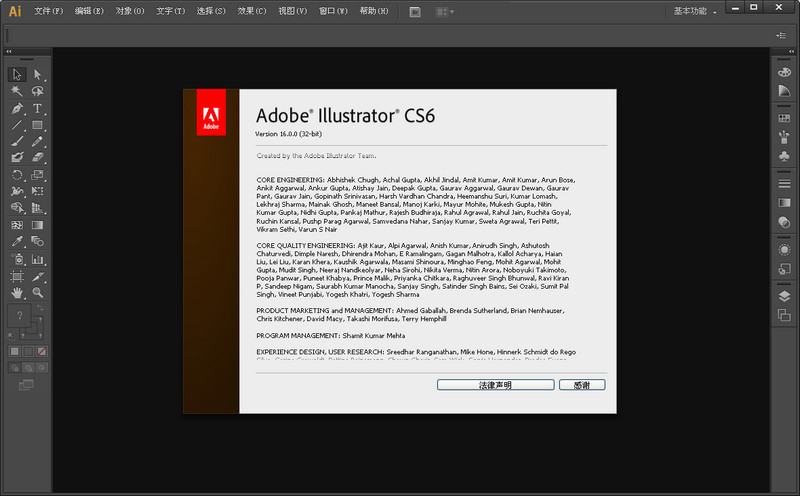 Ai 文件(F) 编辑(E) 对象(O) 文字(T) 选择(S) 效果(C) 视图(V) 窗口(W) 帮助(H) 基本功能
Adobe
Adobe® Illustrator® CS6
Version 16.0.0 (32-bit)
Created by the Adobe Illustrator Team.
CORE ENGINEERING: Abhishek Chugh, Achal Gupta, Akhil Jindal, Amit Kumar, Amit Kumar, Arun Bose,
Ankit Aggarwal, Ankur Gupta, Atishay Jain, Deepak Gupta, Gaurav Aggarwal, Gaurav Dewan, Gaurav
Pant, Gaurav Jain, Gopinath Srinivasan, Harsh Vardhan Chandra, Heemanshu Suri, Kumar Lomash,
Lekhraj Sharma, Mainak Ghosh, Maneet Bansal, Manoj Karki, Mayur Mohite, Mukesh Gupta, Nitin
Kumar Gupta, Nidhi Gupta, Pankaj Mathur, Rajesh Budhiraja, Rahul Agrawal, Rahul Jain, Ruchita Goyal,
Ruchin Kansal, Pushp Parag Agarwal, Samvedana Nahar, Sanjay Kumar, Sweta Agrawal, Teri Pettit,
Vikram Sethi, Varun S Nair
CORE QUALITY ENGINEERING: Ajit Kaur, Alpi Agarwal, Anish Kumar, Anirudh Singh, Ashutosh
Chaturvedi, Dimple Naresh, Dhirendra Mohan, E Ramalingam, Gagan Malhotra, Kallol Acharya, Haian
Liu, Lei Liu, Karan Khera, Kaushik Agarwala, Masami Shinoura, Minghao Feng, Mohit Agarwal, Mohit
Gupta, Mudit Singh, Neeraj Nandkeolyar, Neha Sirohi, Nikita Verma, Nitin Arora, Noboyuki Takimoto,
Pooja Panwar, Puneet Khabya, Prince Malik, Priyanka Chitkara, Raghuveer Singh Bhunwal, Ravi Kiran
P, Sandeep Nigam, Saurabh Kumar Manocha, Sanjay Singh, Satinder Singh Bains, Sei Ozaki, Sumit Pal
Singh, Vineet Punjabi, Yogesh Khatri, Yogesh Sharma
PRODUCT MARKETING and MANAGEMENT: Ahmed Gaballah, Brenda Sutherland, Brian Nemhauser,
Chris Kitchener, David Macy, Takashi Morifusa, Terry Hemphill
PROGRAM MANAGEMENT: Shamit Kumar Mehta
EXPERIENCE DESIGN, USER RESEARCH: Sreedhar Ranganathan, Mike Hone, Hinnerk Schmidt do Rego
法律声明 感谢
?